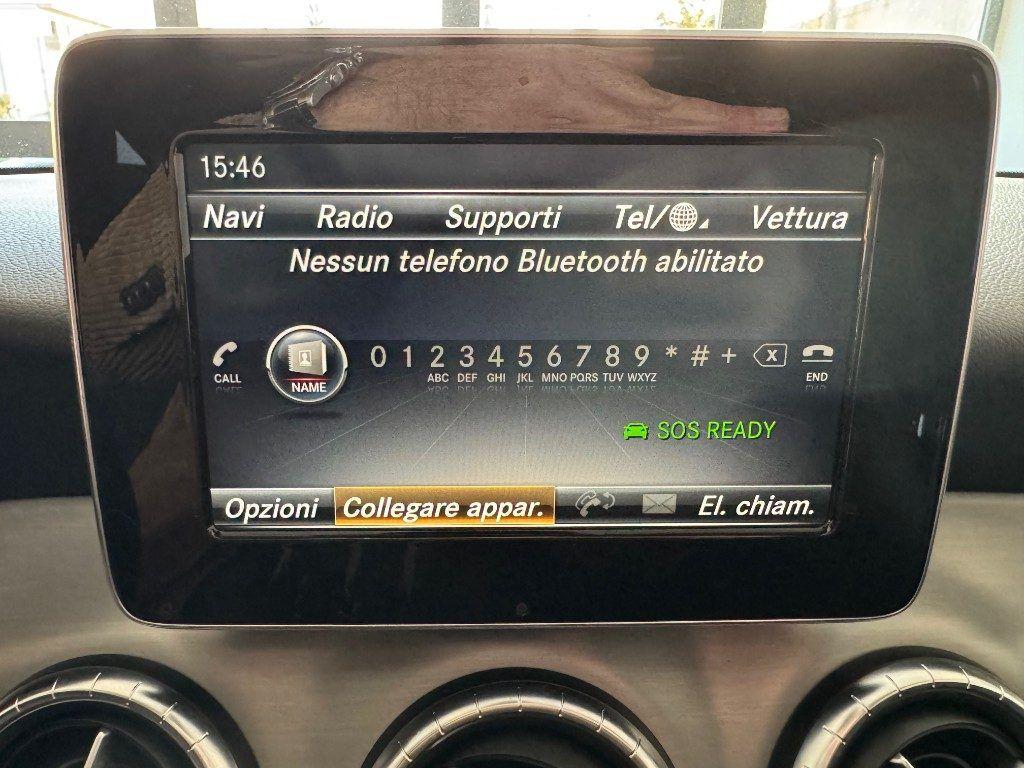 15:46
Navi Radio Supporti Tel/ Vettura
Nessun telefono Bluetooth abilitato
0 1 2 3 4 5 6 7 8 9 * # + x
CALL NAME ABC DEF GHI JKL MNO PQRS TUV WXYZ END
SOS READY
Opzioni Collegare appar. El. chiam.